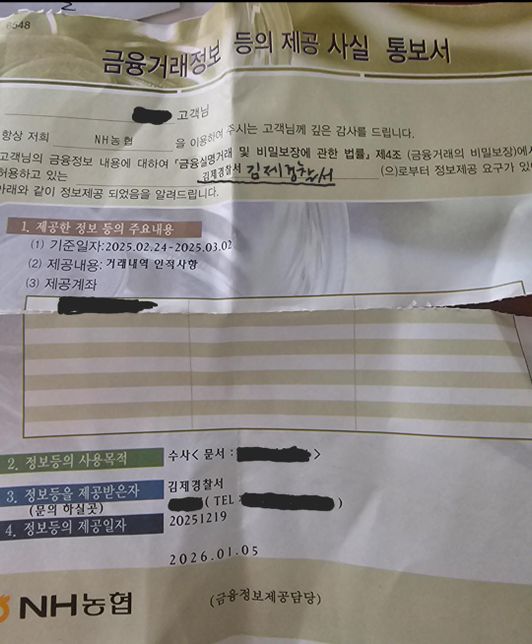 8548
금융거래정보 등의 제공 사실 통보서
고객님
항상 저희 NH농협 을 이용하여 주시는 고객님께 깊은 감사를 드립니다.
고객님의 금융정보 내용에 대하여 『금융실명거래 및 비밀보장에 관한 법률』 제4조 (금융거래의 비밀보장)에서
허용하고 있는 김제경찰서 김제경찰서 (으)로부터 정보제공 요구가 있
아래와 같이 정보제공 되었음을 알려드립니다.
1. 제공한 정보 등의 주요내용
(1) 기준일자:2025.02.24-2025.03.02
(2) 제공내용: 거래내역 인적사항
(3) 제공계좌
2. 정보등의 사용목적 수사< 문서 : >
3. 정보등을 제공받은자 김제경찰서
(문의 하실곳) ( TEL : )
4. 정보등의 제공일자 20251219
2026.01.05
NH농협 (금융정보제공담당)